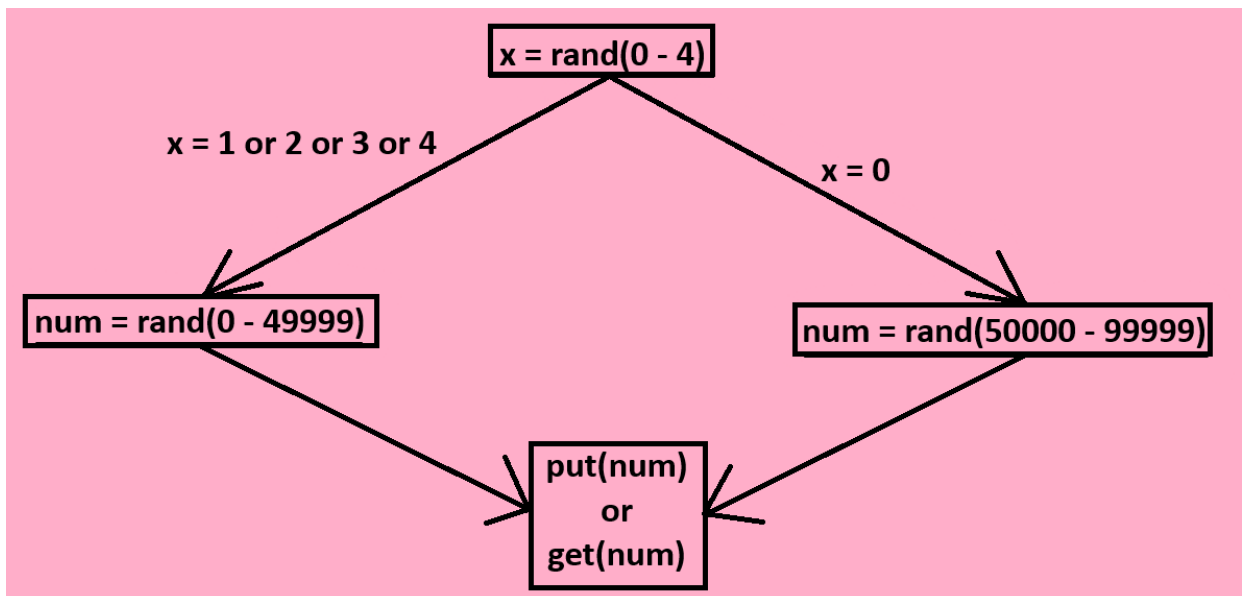 x = rand(0 - 4)
x = 1 or 2 or 3 or 4
x = 0
num = rand(0 - 49999)
num = rand(50000 - 99999)
put(num)
or
get(num)